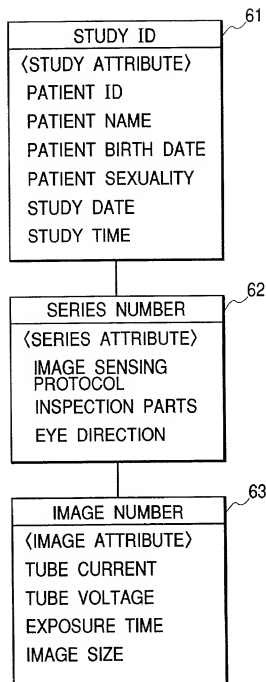 61
STUDY ID
〈STUDY ATTRIBUTE〉
PATIENT ID
PATIENT NAME
PATIENT BIRTH DATE
PATIENT SEXUALITY
STUDY DATE
STUDY TIME
62
SERIES NUMBER
〈SERIES ATTRIBUTE〉
IMAGE SENSING
PROTOCOL
INSPECTION PARTS
EYE DIRECTION
63
IMAGE NUMBER
〈IMAGE ATTRIBUTE〉
TUBE CURRENT
TUBE VOLTAGE
EXPOSURE TIME
IMAGE SIZE